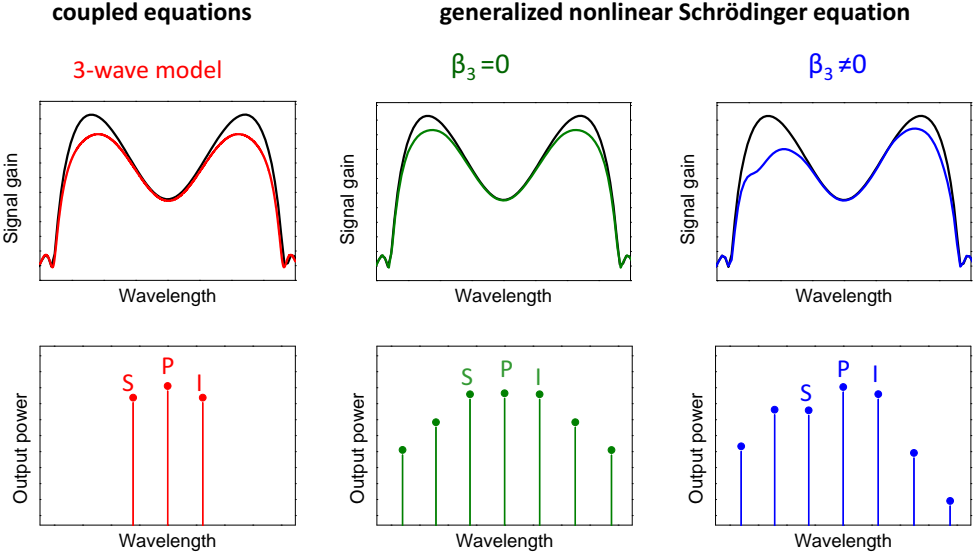 coupled equations
generalized nonlinear Schrödinger equation
3-wave model
β₃=0
β₃≠0
Signal gain
Wavelength
Signal gain
Wavelength
Signal gain
Wavelength
Output power
S P I
Wavelength
Output power
S P I
Wavelength
Output power
S P I
Wavelength